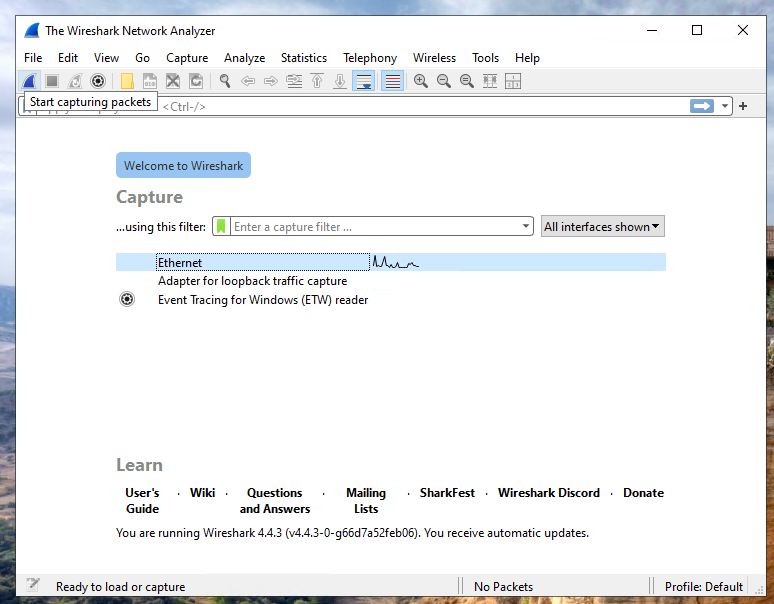 The Wireshark Network Analyzer
File Edit View Go Capture Analyze Statistics Telephony Wireless Tools Help
Start capturing packets
<Ctrl-/>
Welcome to Wireshark
Capture
...using this filter: Enter a capture filter ... All interfaces shown
Ethernet
Adapter for loopback traffic capture
Event Tracing for Windows (ETW) reader
Learn
User's Guide · Wiki · Questions and Answers · Mailing Lists · SharkFest · Wireshark Discord · Donate
You are running Wireshark 4.4.3 (v4.4.3-0-g66d7a52feb06). You receive automatic updates.
Ready to load or capture No Packets Profile: Default